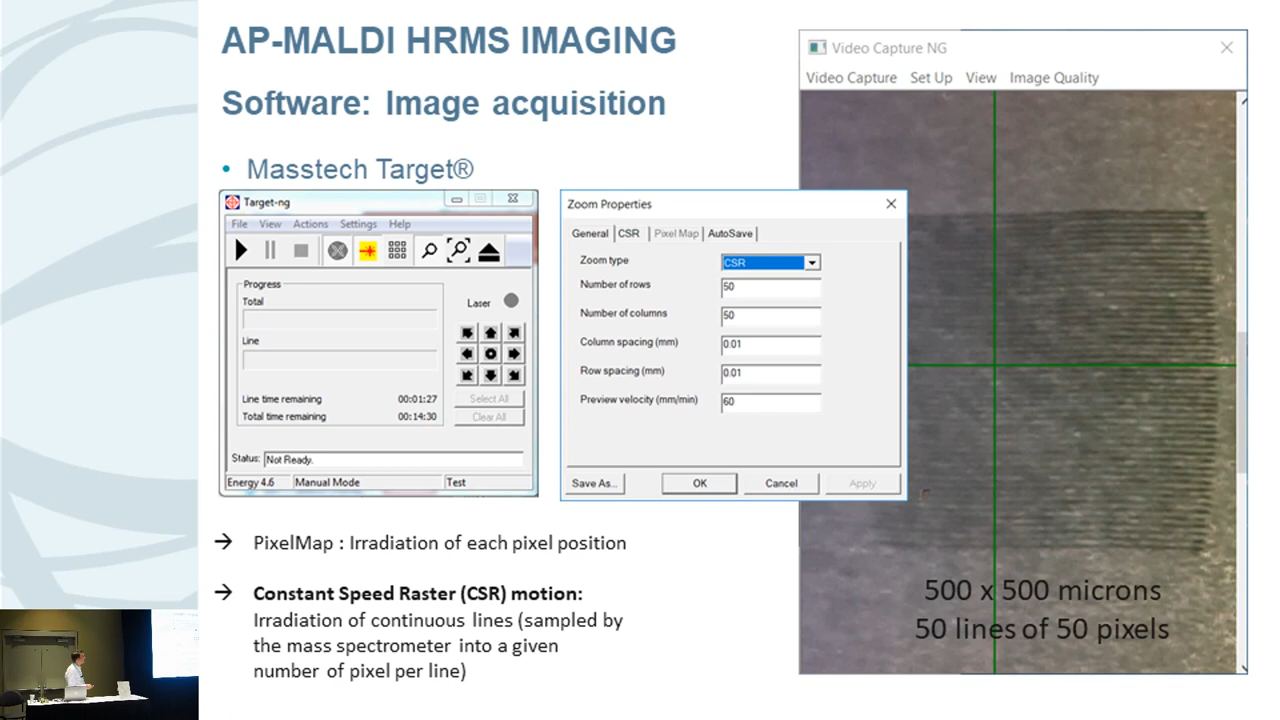 AP-MALDI HRMS IMAGING
Software: Image acquisition
• Masstech Target®
Target-ng
File View Actions Settings Help
Progress
Total
Line
Laser
Line time remaining 00:01:27
Total time remaining 00:14:30
Select All
Clear All
Status: Not Ready.
Energy 4.6 Manual Mode Test
Zoom Properties
General CSR Pixel Map AutoSave
Zoom type CSR
Number of rows 50
Number of columns 50
Column spacing (mm) 0.01
Row spacing (mm) 0.01
Preview velocity (mm/min) 60
Save As... OK Cancel Apply
Video Capture NG
Video Capture Set Up View Image Quality
500 x 500 microns
50 lines of 50 pixels
→ PixelMap : Irradiation of each pixel position
→ Constant Speed Raster (CSR) motion:
Irradiation of continuous lines (sampled by
the mass spectrometer into a given
number of pixel per line)